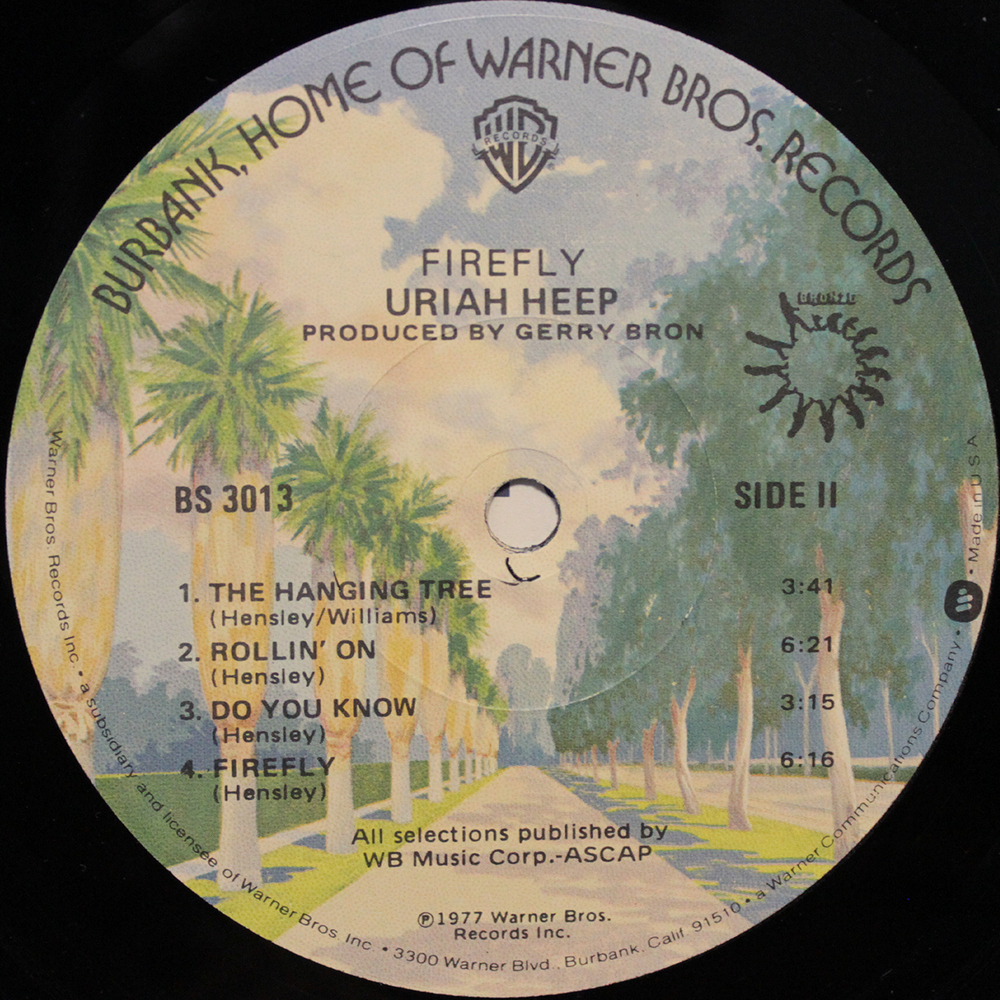 BURBANK, HOME OF WARNER BROS. RECORDS
RECORDS
FIREFLY
URIAH HEEP
PRODUCED BY GERRY BRON
BRONZE
BS 3013
SIDE II
1. THE HANGING TREE 3:41
(Hensley/Williams)
2. ROLLIN' ON 6:21
(Hensley)
3. DO YOU KNOW 3:15
(Hensley)
4. FIREFLY 6:16
(Hensley)
All selections published by
WB Music Corp.-ASCAP
℗1977 Warner Bros.
Records Inc.
Warner Bros. Records Inc. • a subsidiary and licensee of Warner Bros. Inc. • 3300 Warner Blvd., Burbank, Calif. 91510 • a Warner Communications Company • Made in U S A